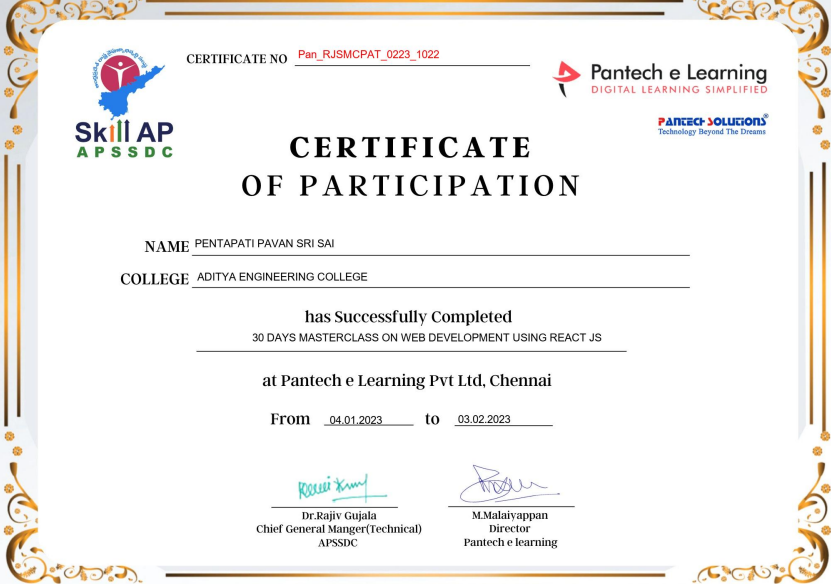 CERTIFICATE NO Pan_RJSMCPAT_0223_1022
Skill AP
APSSDC
Pantech e Learning
DIGITAL LEARNING SIMPLIFIED
PANTECH SOLUTIONS®
Technology Beyond The Dreams
CERTIFICATE
OF PARTICIPATION
NAME PENTAPATI PAVAN SRI SAI
COLLEGE ADITYA ENGINEERING COLLEGE
has Successfully Completed
30 DAYS MASTERCLASS ON WEB DEVELOPMENT USING REACT JS
at Pantech e Learning Pvt Ltd, Chennai
From 04.01.2023 to 03.02.2023
Dr.Rajiv Gujala
Chief General Manger(Technical)
APSSDC
M.Malaiyappan
Director
Pantech e learning